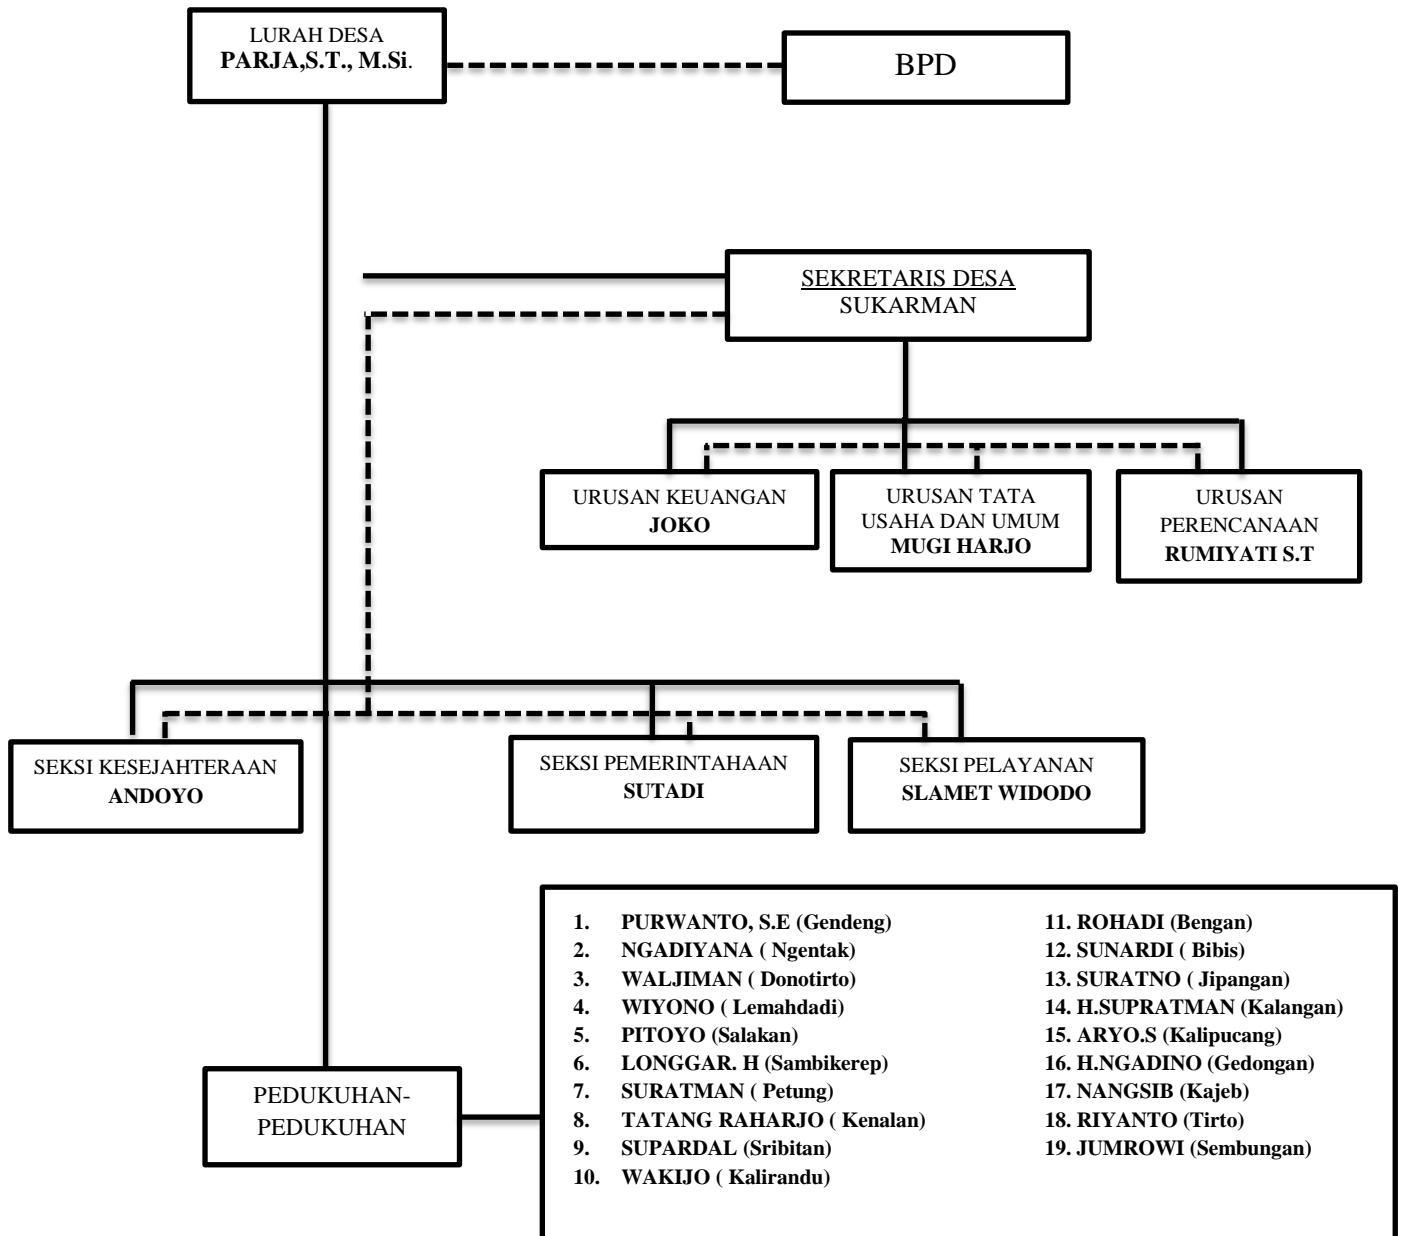 LURAH DESA
PARJA,S.T., M.Si.
BPD
SEKRETARIS DESA
SUKARMAN
URUSAN KEUANGAN
JOKO
URUSAN TATA
USAHA DAN UMUM
MUGI HARJO
URUSAN
PERENCANAAN
RUMIYATI S.T
SEKSI KESEJAHTERAAN
ANDOYO
SEKSI PEMERINTAHAAN
SUTADI
SEKSI PELAYANAN
SLAMET WIDODO
PEDUKUHAN-
PEDUKUHAN
1. PURWANTO, S.E (Gendeng)
2. NGADIYANA ( Ngentak)
3. WALJIMAN ( Donotirto)
4. WIYONO ( Lemahdadi)
5. PITOYO (Salakan)
6. LONGGAR. H (Sambikerep)
7. SURATMAN ( Petung)
8. TATANG RAHARJO ( Kenalan)
9. SUPARDAL (Sribitan)
10. WAKIJO ( Kalirandu)
11. ROHADI (Bengan)
12. SUNARDI ( Bibis)
13. SURATNO ( Jipangan)
14. H.SUPRATMAN (Kalangan)
15. ARYO.S (Kalipucang)
16. H.NGADINO (Gedongan)
17. NANGSIB (Kajeb)
18. RIYANTO (Tirto)
19. JUMROWI (Sembungan)